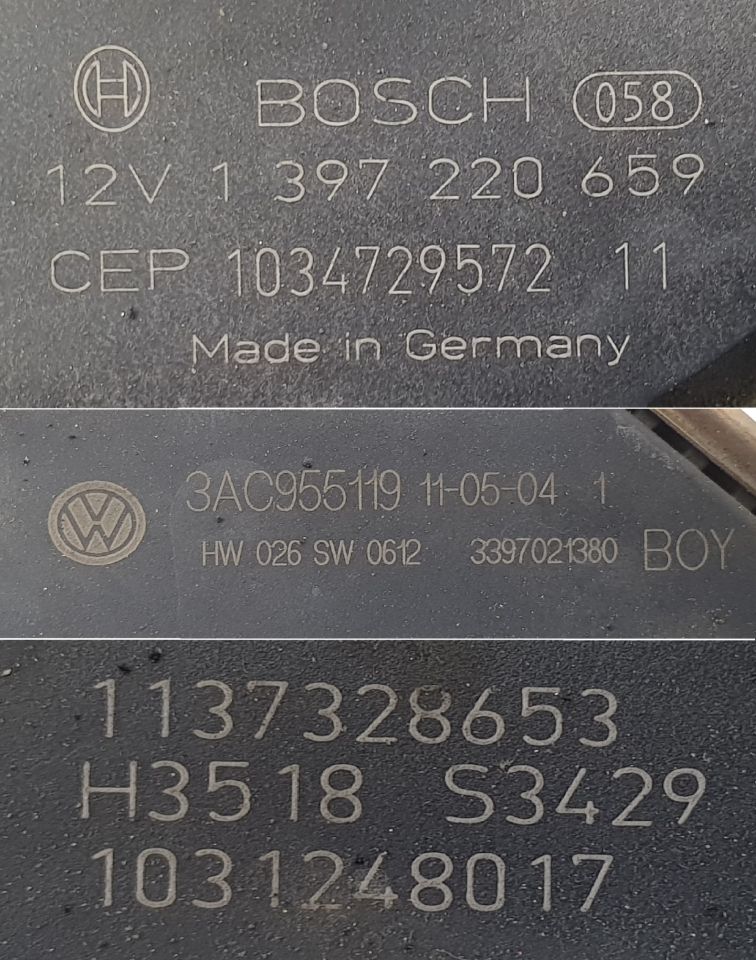 BOSCH 058
12V 1 397 220 659
CEP 1034729572 11
Made in Germany
3AC955119 11-05-04 1
HW 026 SW 0612 3397021380 BOY
1137328653
H3518 S3429
1031248017